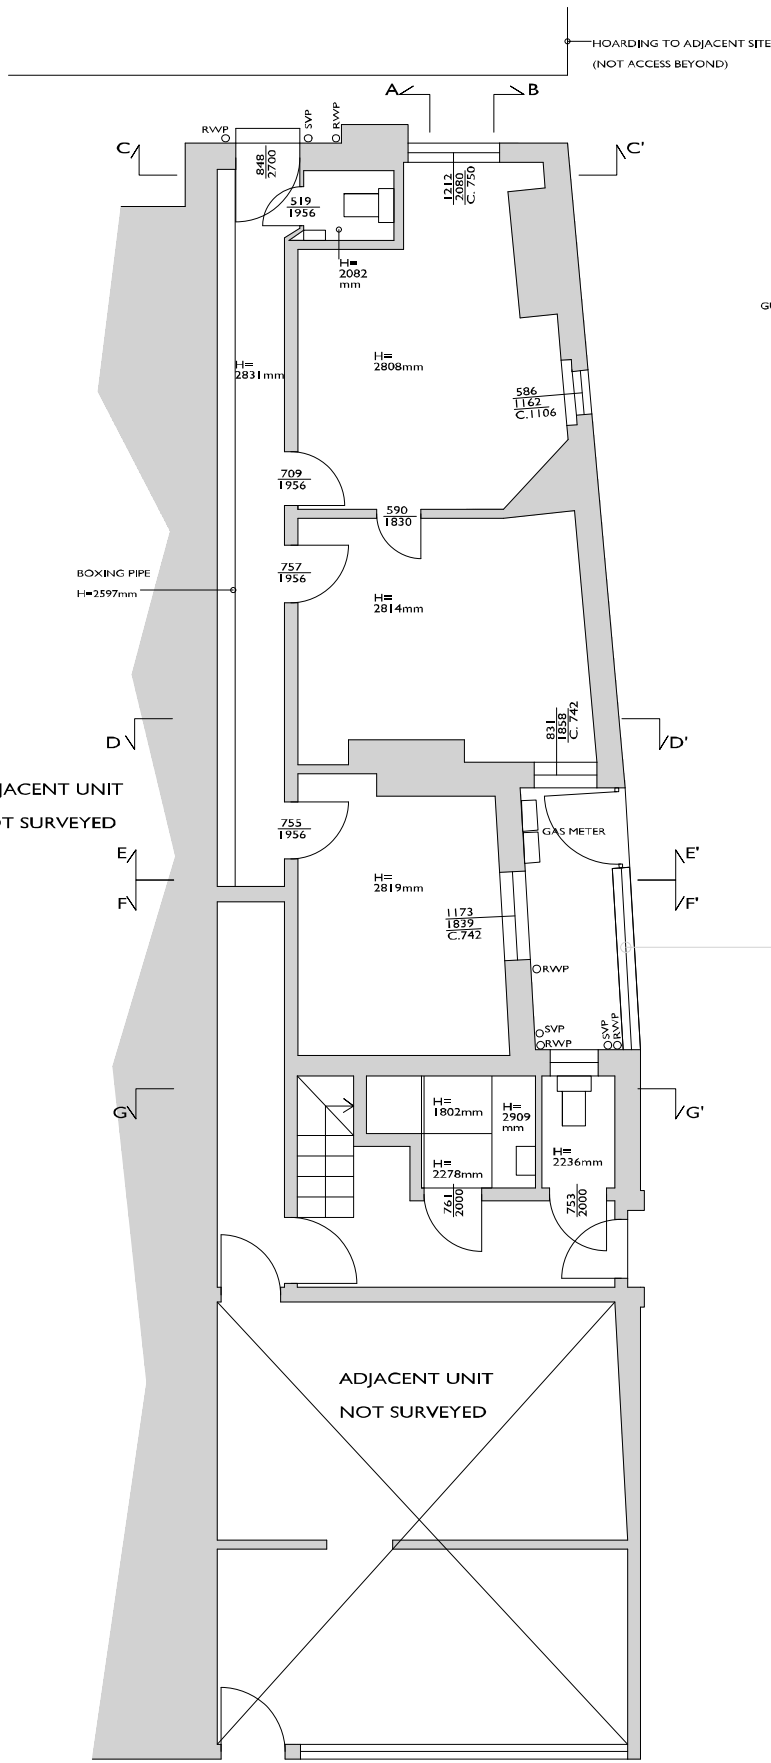 HOARDING TO ADJACENT SITE
(NOT ACCESS BEYOND)
A
B
RWP
SVP
RWP
C
C'
848
2700
519
1956
1212
2080
C. 750
H=
2082
mm
H=
2831mm
H=
2808mm
586
1162
C.1106
709
1956
590
1830
757
1956
BOXING PIPE
H=2597mm
H=
2814mm
831
1858
C. 742
D
D'
JACENT UNIT
OT SURVEYED
755
1956
GAS METER
E
E'
F
F'
H=
2819mm
1173
1839
C.742
RWP
SVP
RWP
SVP
RWP
G
G'
H=
1802mm
H=
2909
mm
H=
2278mm
H=
2236mm
761
2000
753
2000
ADJACENT UNIT
NOT SURVEYED